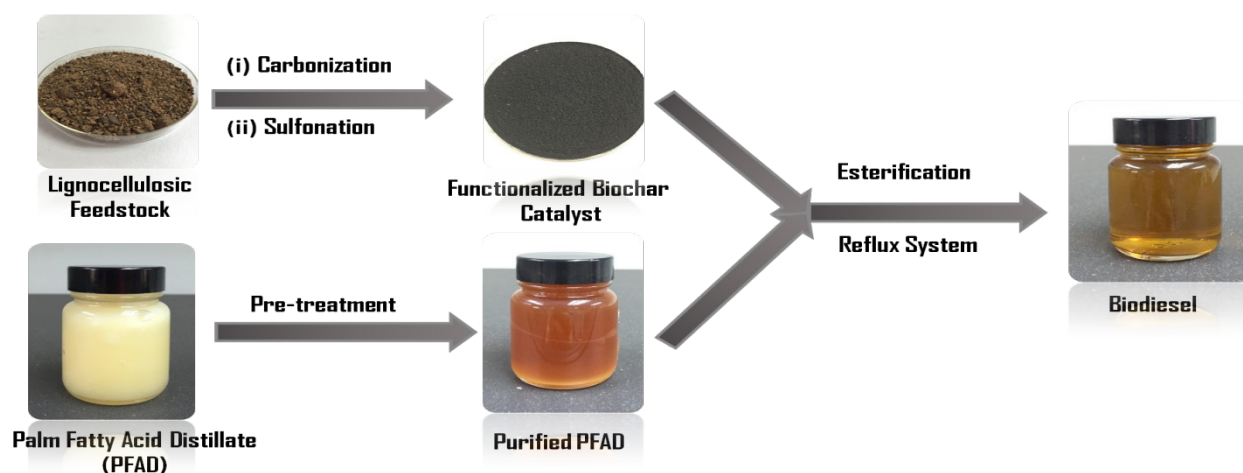 (i) Carbonization
(ii) Sulfonation
Lignocellulosic
Feedstock
Functionalized Biochar
Catalyst
Esterification
Reflux System
Biodiesel
Pre-treatment
Palm Fatty Acid Distillate
(PFAD)
Purified PFAD